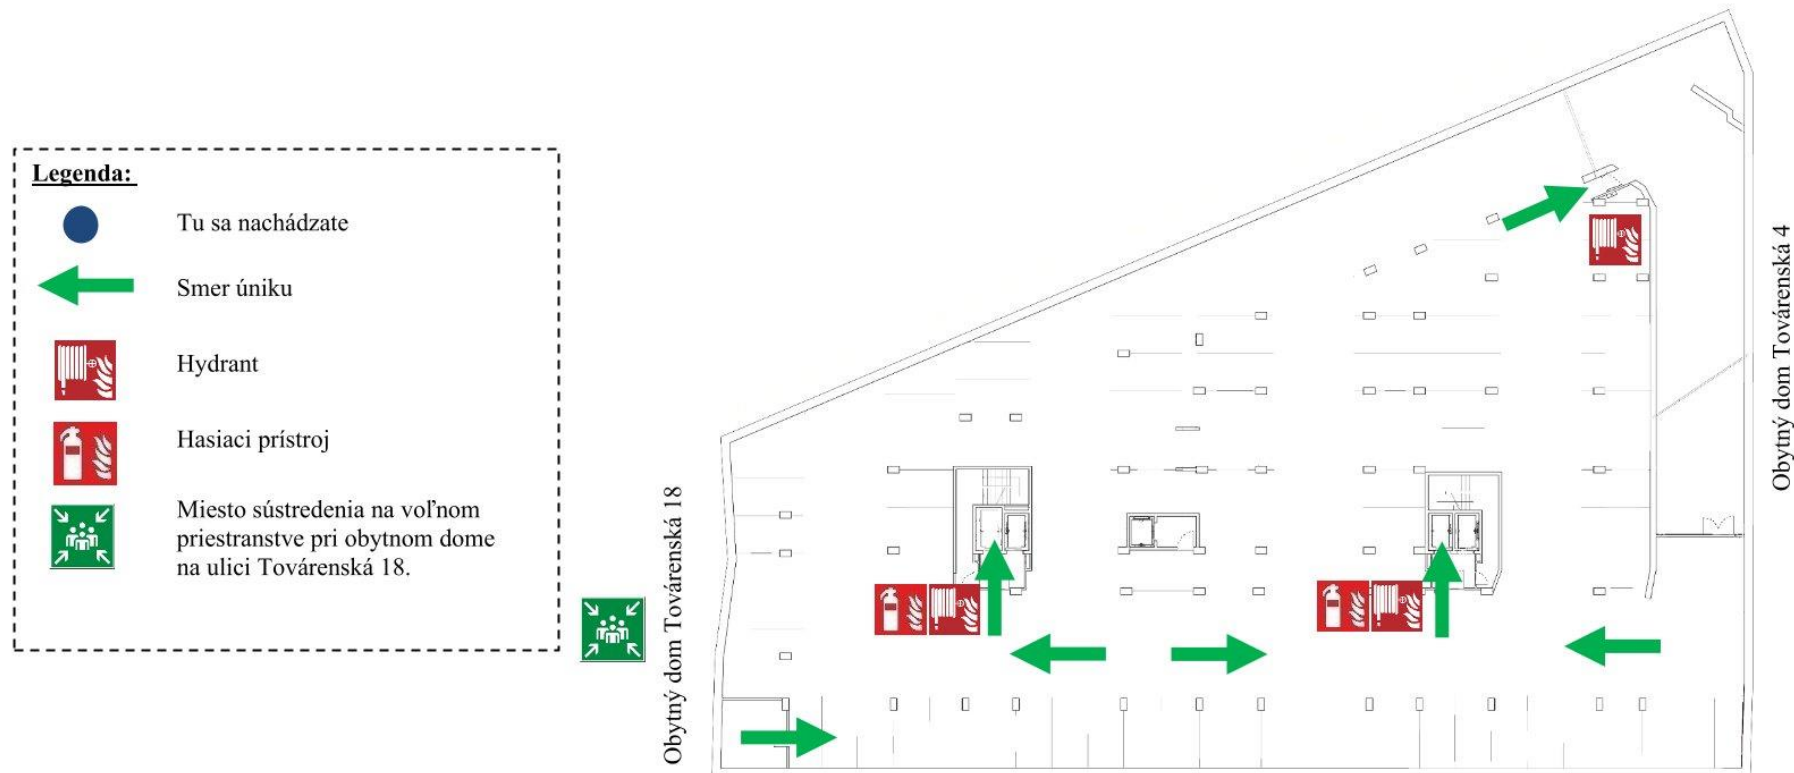 Legenda:
Tu sa nachádzate
Smer úniku
Hydrant
Hasiaci prístroj
Miesto sústredenia na voľnom
priestranstve pri obytnom dome
na ulici Továrenská 18.
Obytný dom Továrenská 18
Obytný dom Továrenská 4